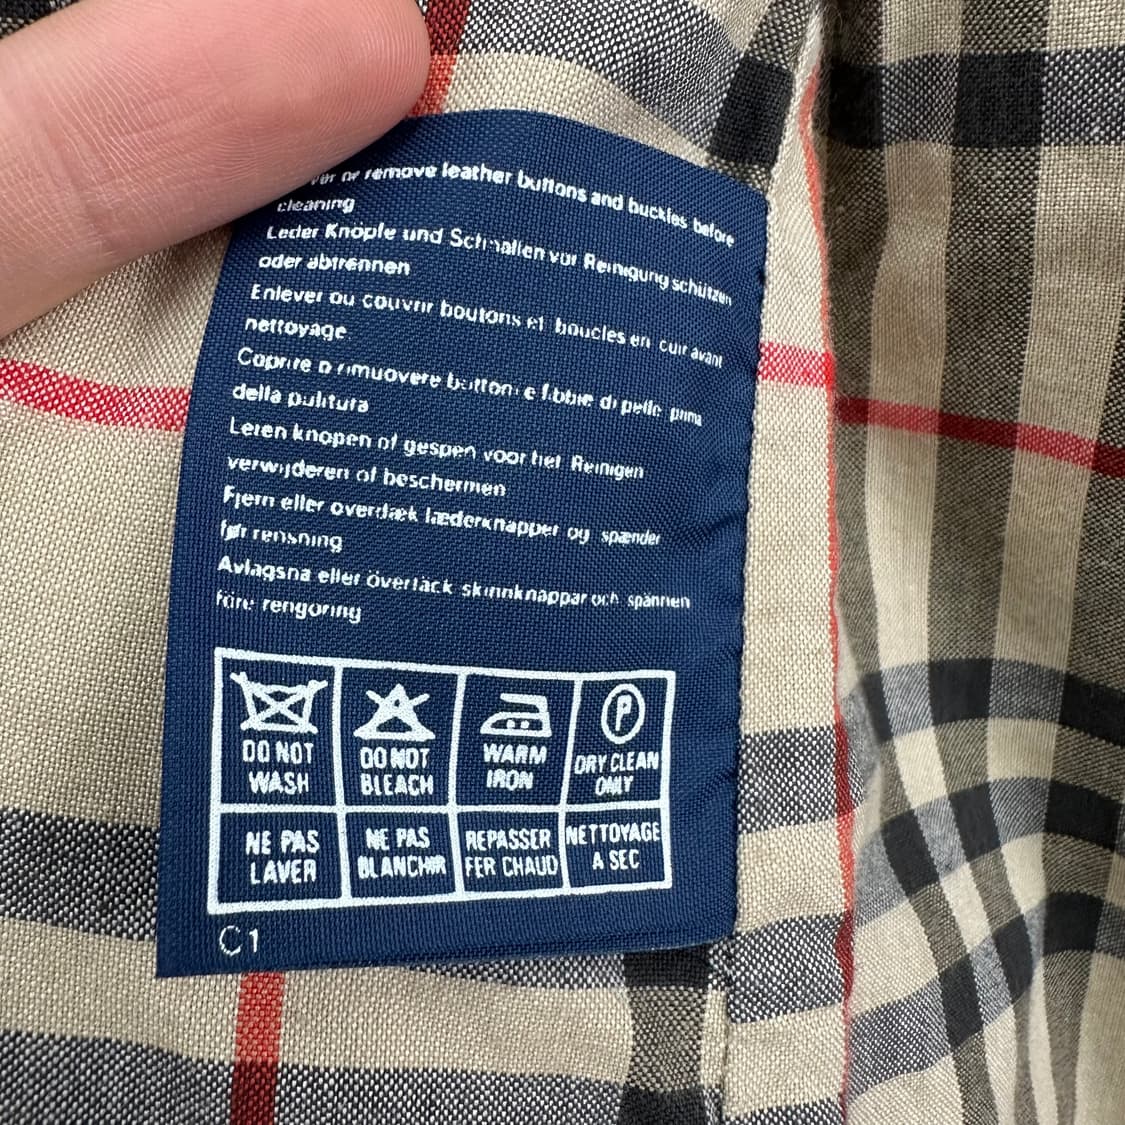 or remove leather buttons and buckles before
cleaning
Leder Knopfe und Schnallen vor Reinigung schützen
oder abtrennen
Enlever ou couvrir boutons et boucles en cuir avant
nettoyage
Coprire o rimuovere bottoni e fibbie di pelle prima
della pulitura
Leren knopen of gespen voor het Reinigen
verwijderen of beschermen
Fjern eller overdæk læderknapper og spænder
før rensning
Avlagsna eller övertäck skinnknappar och spännen
före rengoring
DO NOT
WASH
DO NOT
BLEACH
WARM
IRON
P
DRY CLEAN
ONLY
NE PAS
LAVER
NE PAS
BLANCHIR
REPASSER
FER CHAUD
NETTOYAGE
A SEC
C1